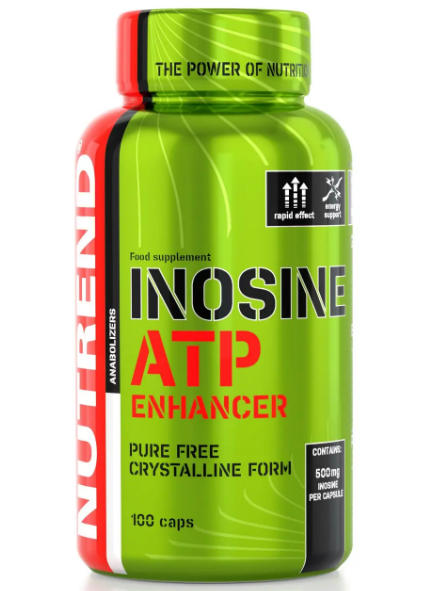 THE POWER OF NUTRITION
rapid effect
energy
support
NUTREND®
ANABOLIZERS
Food supplement
INOSINE
ATP
ENHANCER
PURE FREE
CRYSTALLINE FORM
100 caps
CONTAINS:
500mg
INOSINE
PER CAPSULE